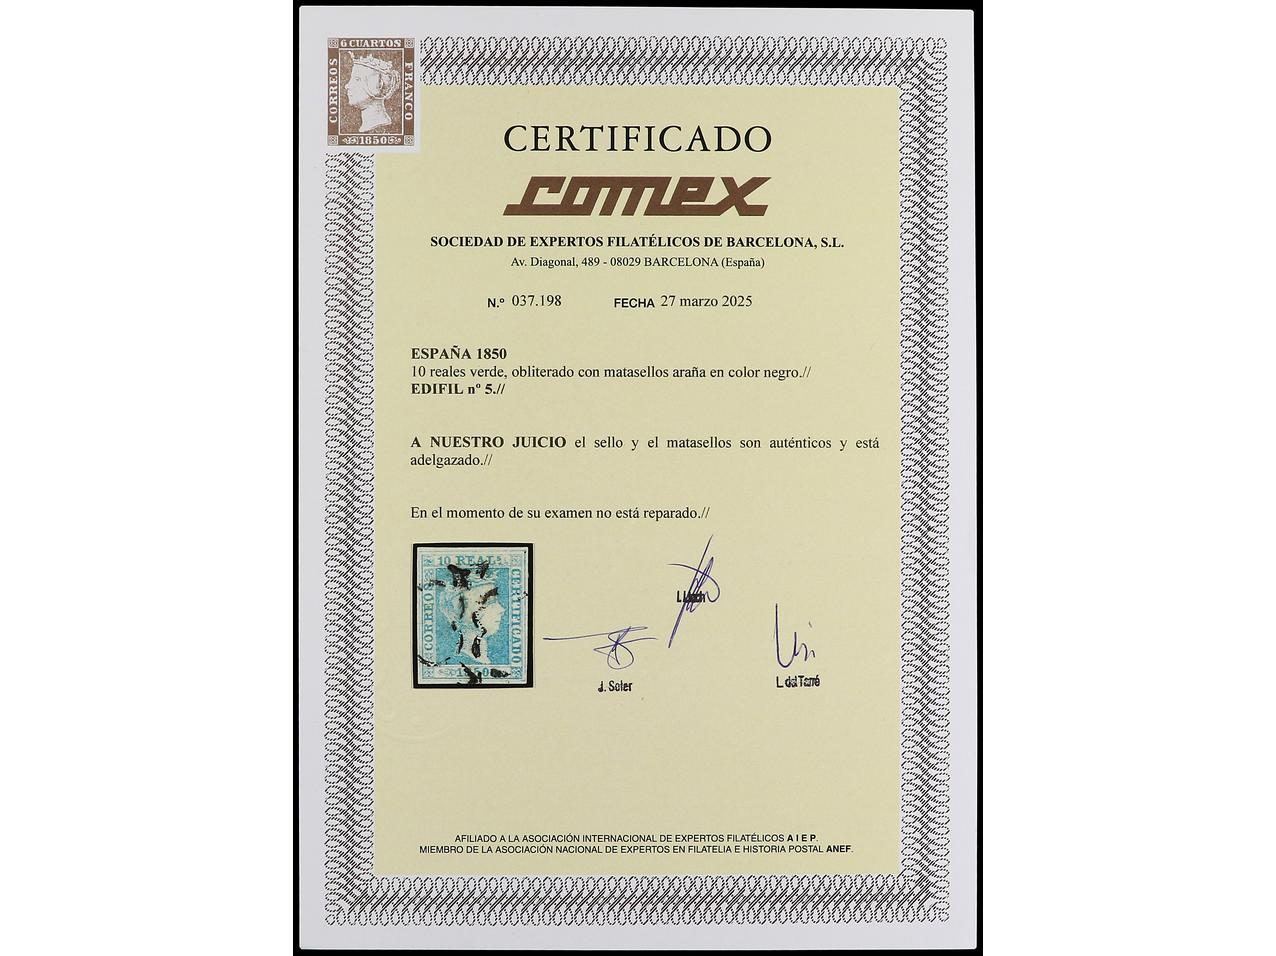 6 CUARTOS
CORREOS
FRANCO
1850
CERTIFICADO
comex
SOCIEDAD DE EXPERTOS FILATÉLICOS DE BARCELONA, S.L.
Av. Diagonal, 489 - 08029 BARCELONA (España)
N.º 037.198 FECHA 27 marzo 2025
ESPAÑA 1850
10 reales verde, obliterado con matasellos araña en color negro.//
EDIFIL nº 5.//
A NUESTRO JUICIO el sello y el matasellos son auténticos y está
adelgazado.//
En el momento de su examen no está reparado.//
10 REAL
CORREOS
CERTIFICADO
1850
J. Soler
L. del Tarré
AFILIADO A LA ASOCIACIÓN INTERNACIONAL DE EXPERTOS FILATÉLICOS A I E P.
MIEMBRO DE LA ASOCIACIÓN NACIONAL DE EXPERTOS EN FILATELIA E HISTORIA POSTAL ANEF.